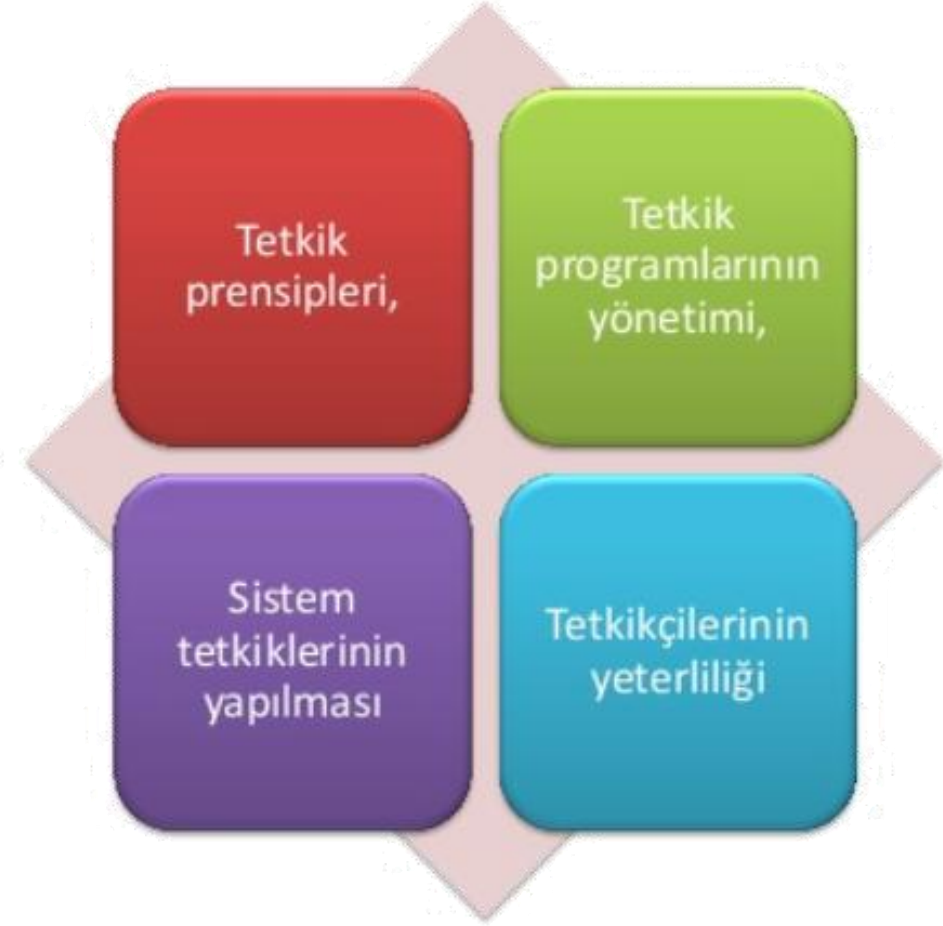 Tetkik
prensipleri,
Tetkik
programlarının
yönetimi,
Sistem
tetkiklerinin
yapılması
Tetkikçilerinin
yeterliliği